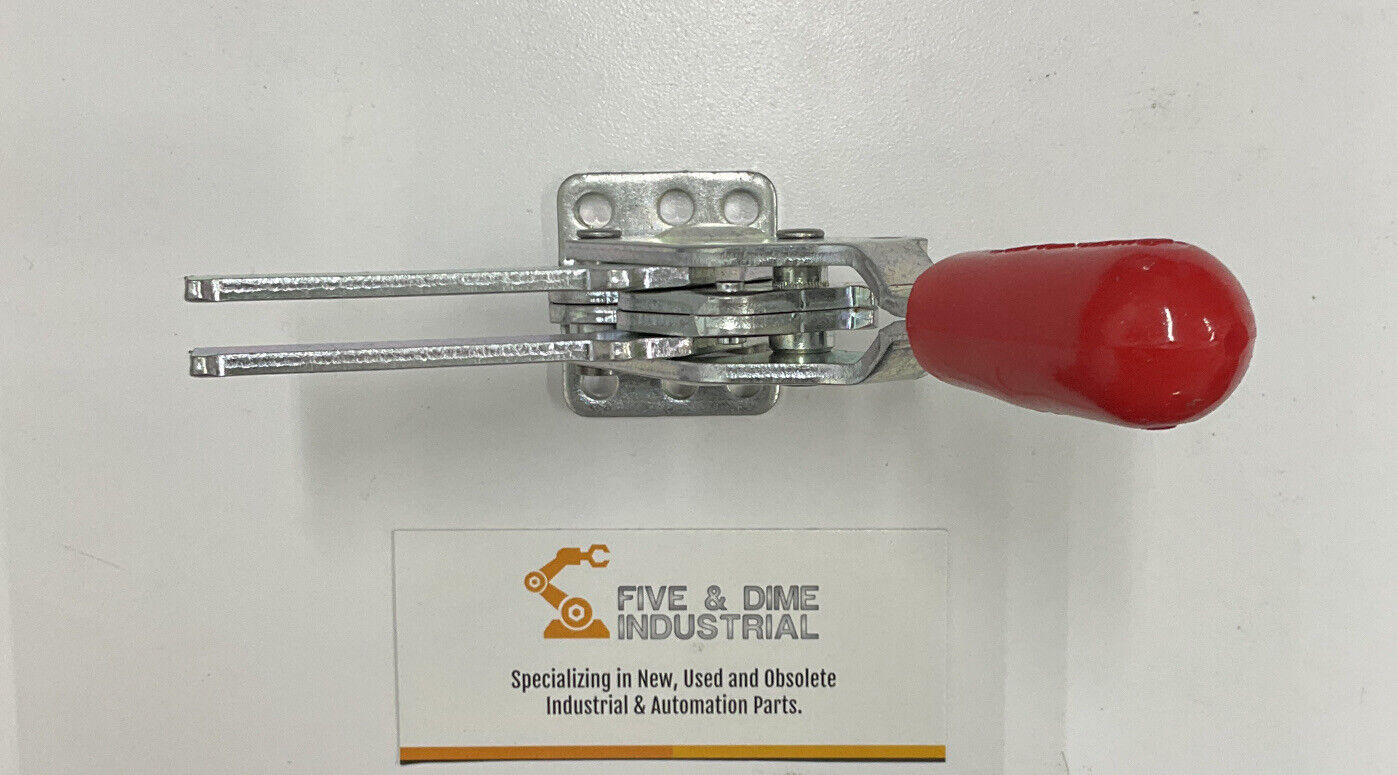 FIVE & DIME
INDUSTRIAL
Specializing in New, Used and Obsolete
Industrial & Automation Parts.